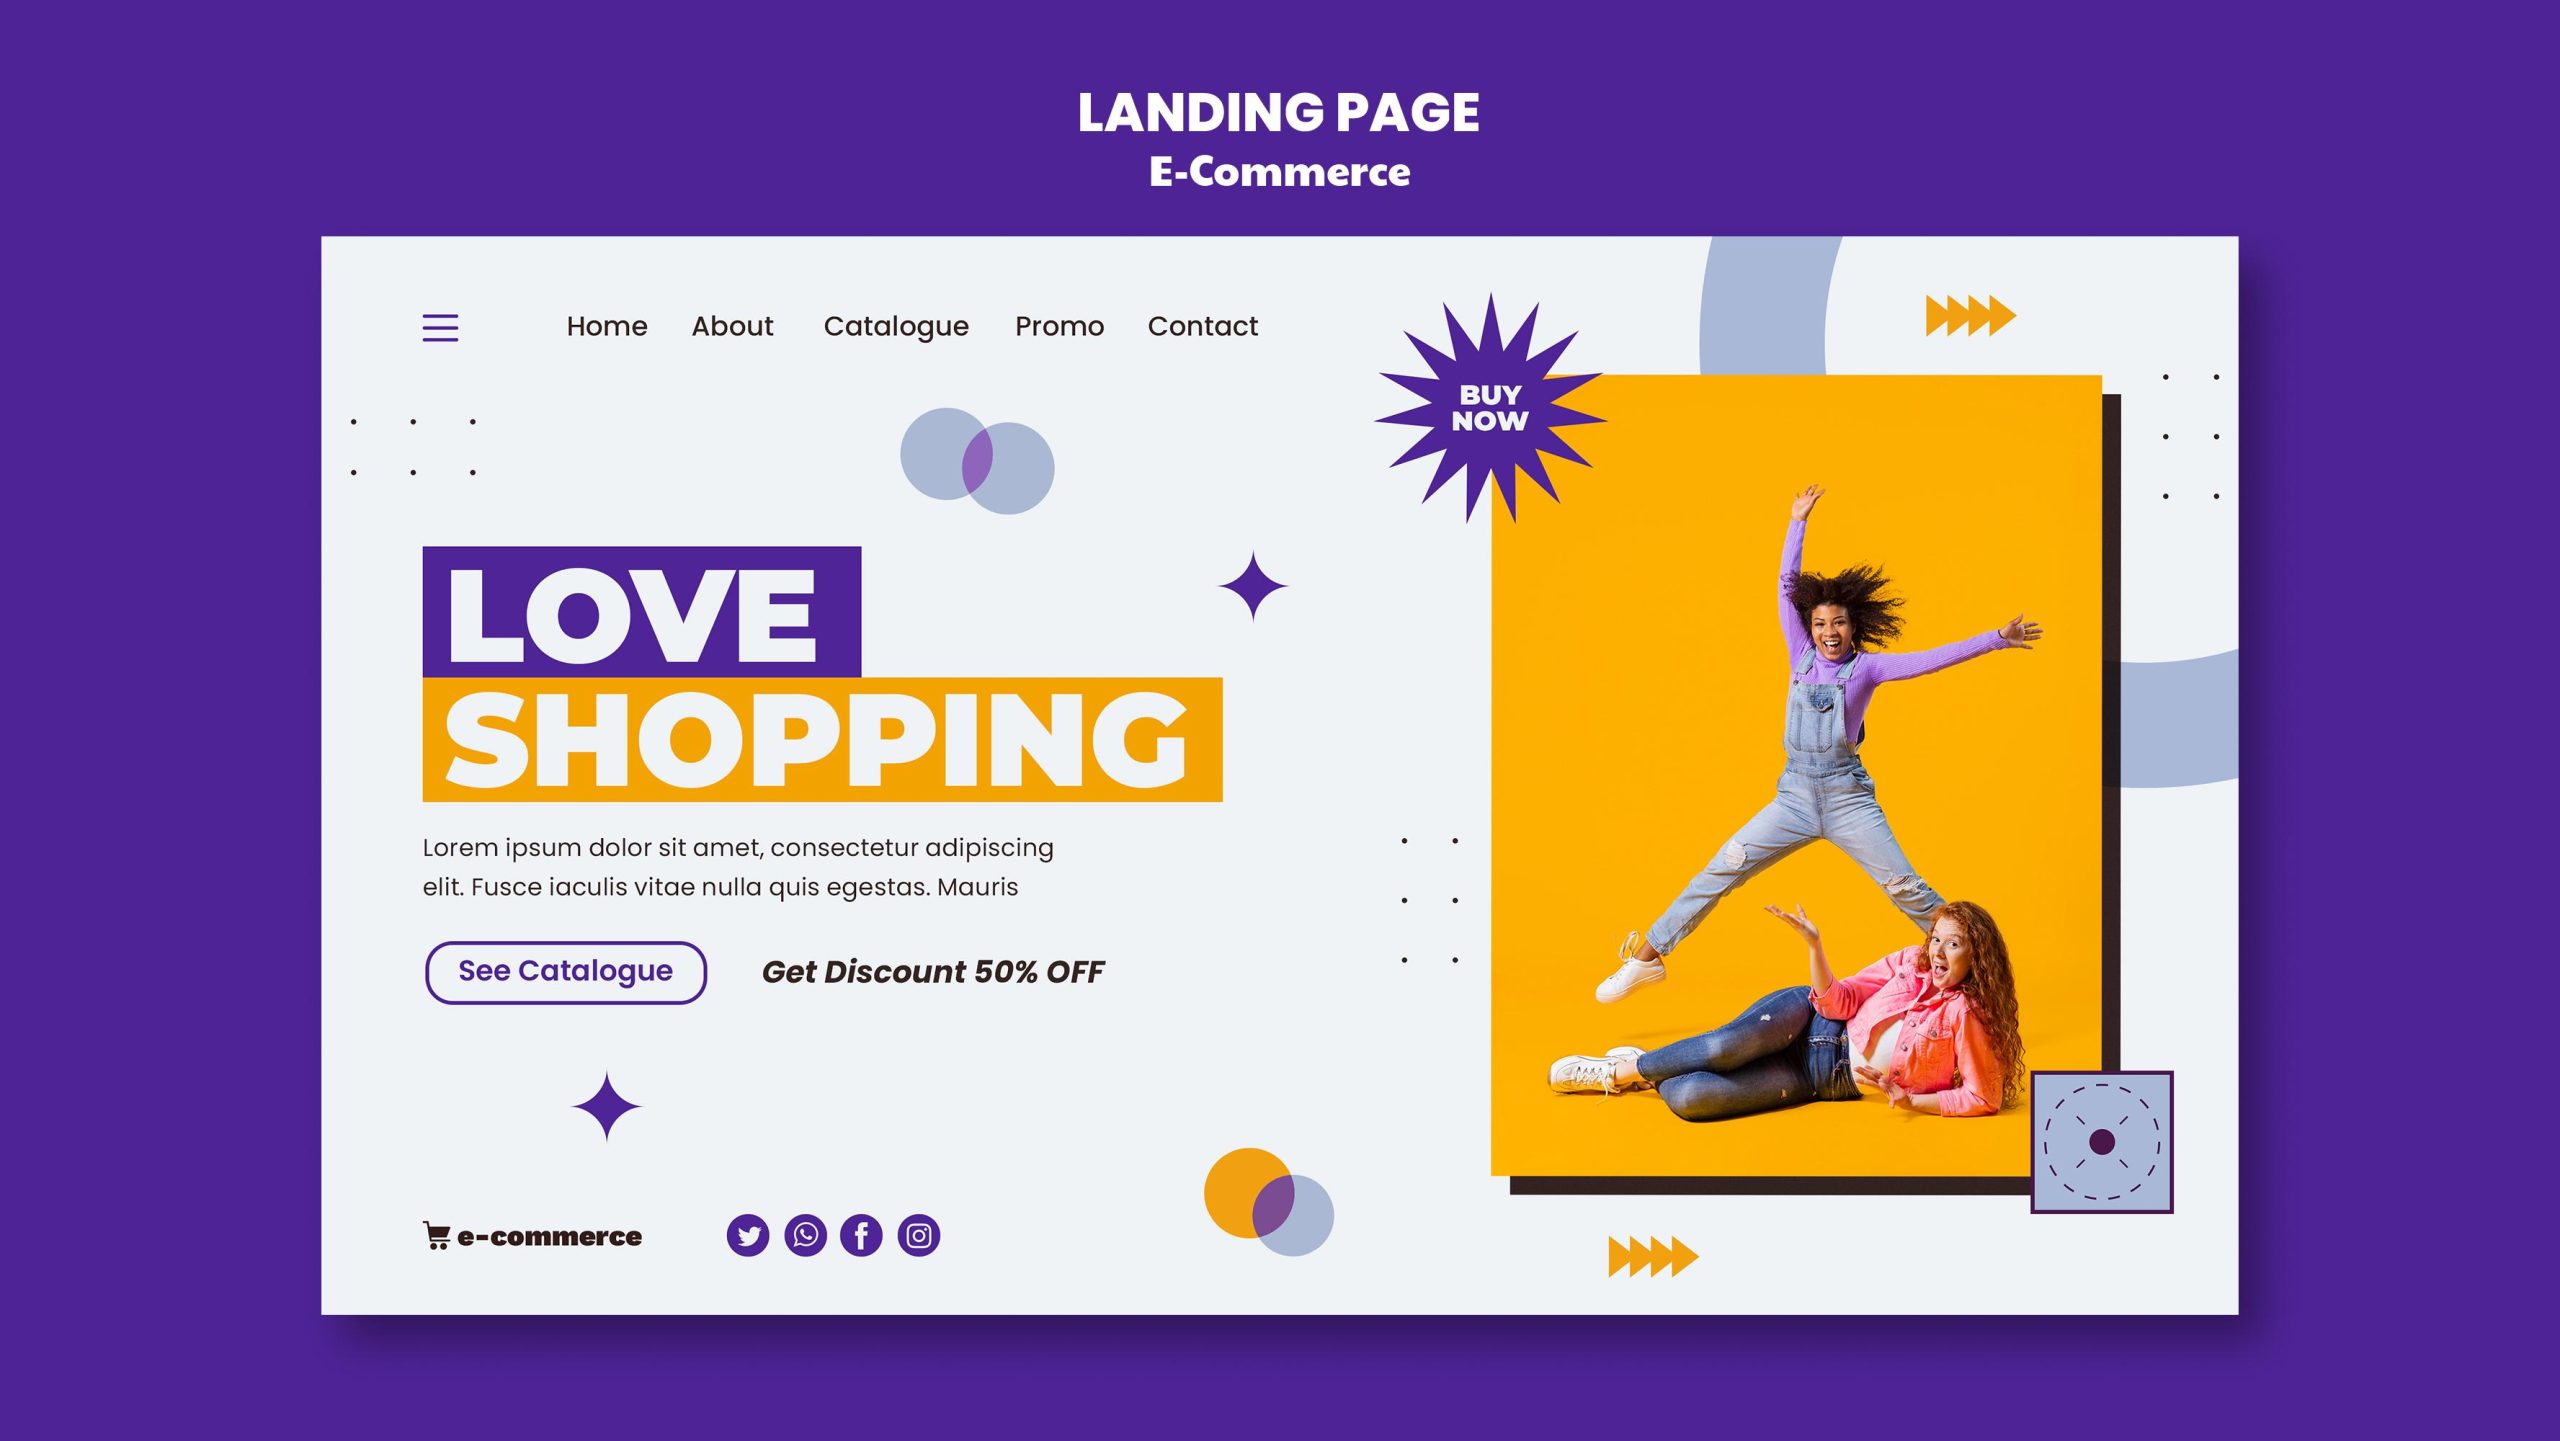 LANDING PAGE
E-Commerce
Home About Catalogue Promo Contact
BUY
NOW
LOVE
SHOPPING
Lorem ipsum dolor sit amet, consectetur adipiscing
elit. Fusce iaculis vitae nulla quis egestas. Mauris
See Catalogue Get Discount 50% OFF
e-commerce